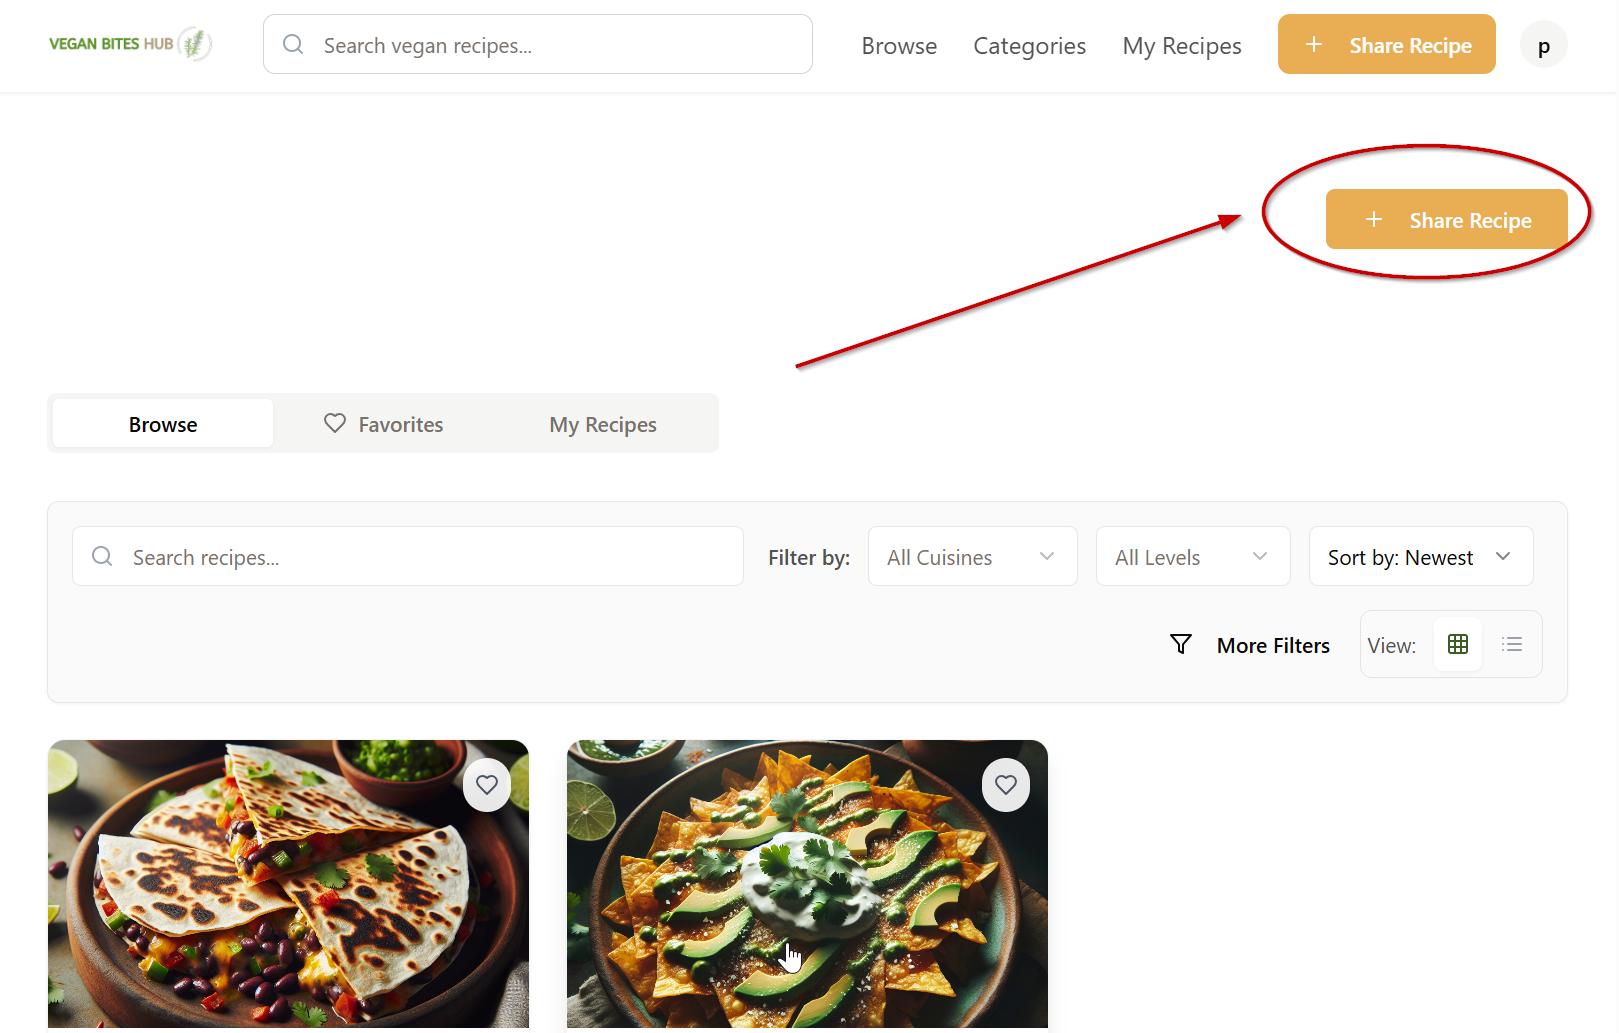 VEGAN BITES HUB
Search vegan recipes...
Browse
Categories
My Recipes
+ Share Recipe
p
+ Share Recipe
Browse
Favorites
My Recipes
Search recipes...
Filter by:
All Cuisines
All Levels
Sort by: Newest
More Filters
View: